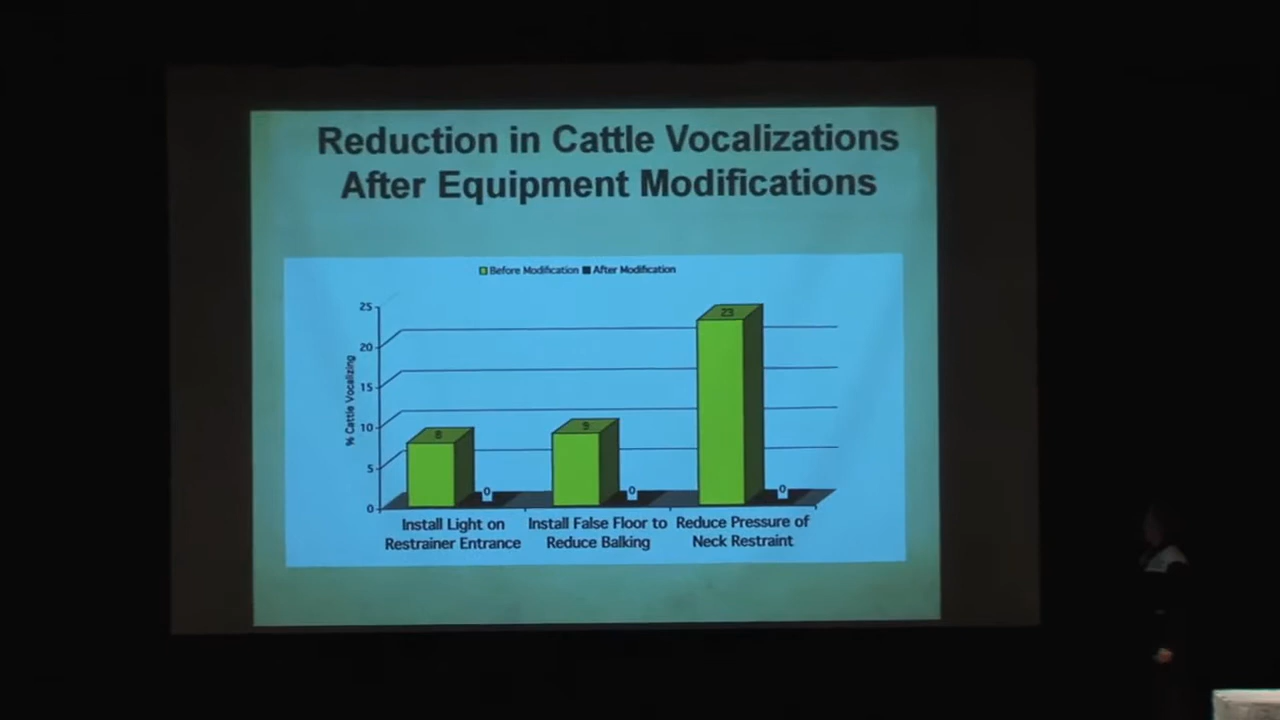 Reduction in Cattle Vocalizations
After Equipment Modifications
Before Modification After Modification
% Cattle Vocalizing
25
20
15
10
5
0
8
0
9
0
23
0
Install Light on
Restrainer Entrance
Install False Floor to
Reduce Balking
Reduce Pressure of
Neck Restraint